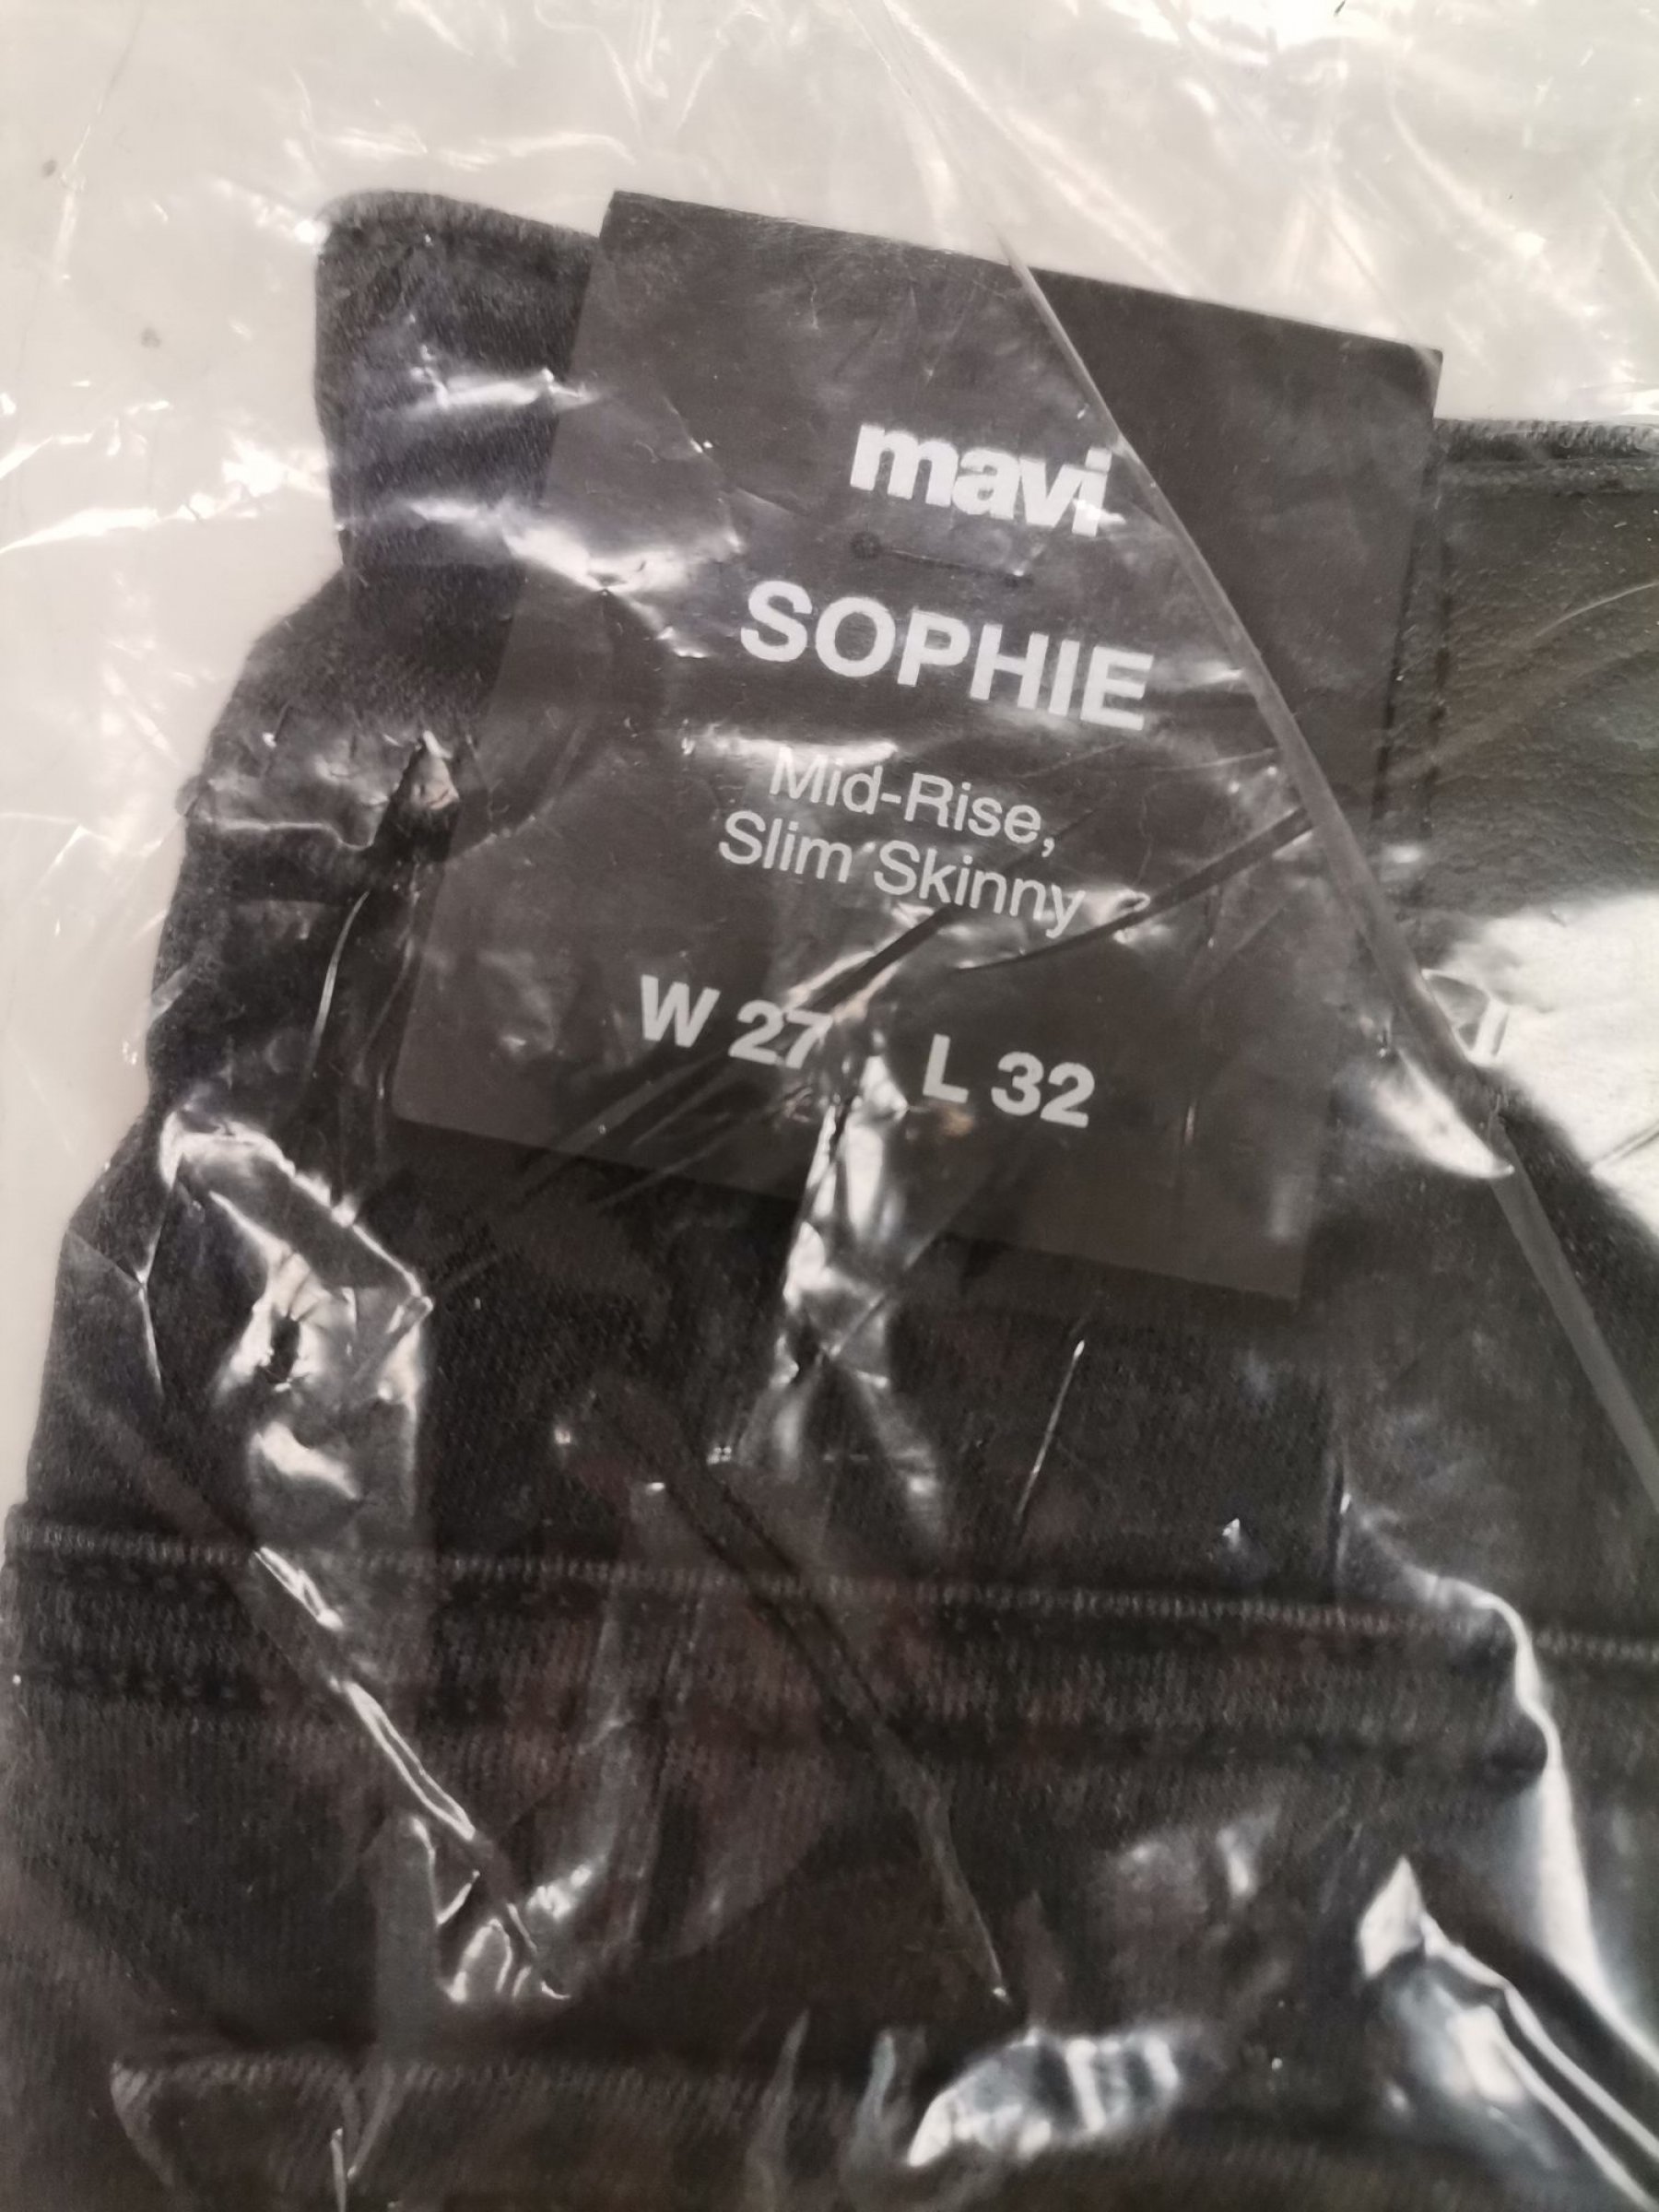 mavi
SOPHIE
Mid-Rise,
Slim Skinny
W 27 L 32